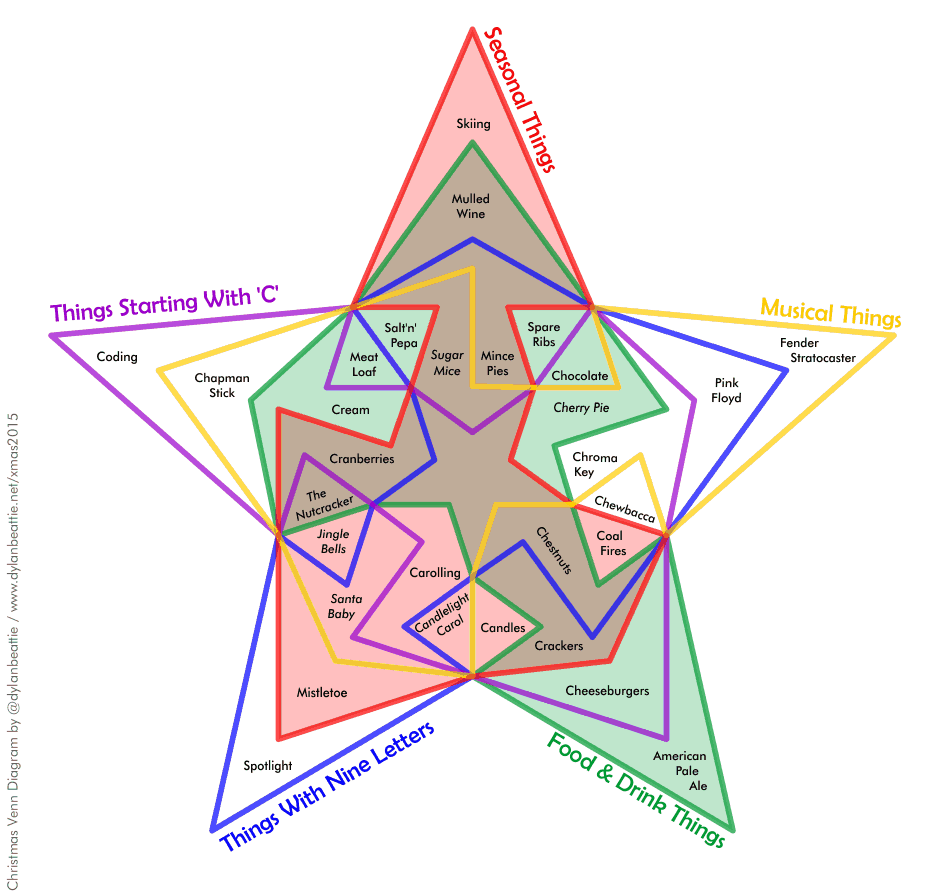 Seasonal Things
Skiing
Mulled
Wine
Things Starting With 'C'
Musical Things
Coding
Chapman
Stick
Salt'n'
Pepa
Meat
Loaf
Sugar
Mice
Mince
Pies
Spare
Ribs
Chocolate
Fender
Stratocaster
Pink
Floyd
Cream
Cherry Pie
Cranberries
Chroma
Key
The
Nutcracker
Chewbacca
Jingle
Bells
Coal
Fires
Chestnuts
Carolling
Santa
Baby
Candlelight
Carol
Candles
Crackers
Mistletoe
Cheeseburgers
Spotlight
American
Pale
Ale
Things With Nine Letters
Food & Drink Things
Christmas Venn Diagram by @dylanbeattie / www.dylanbeattie.net/xmas2015